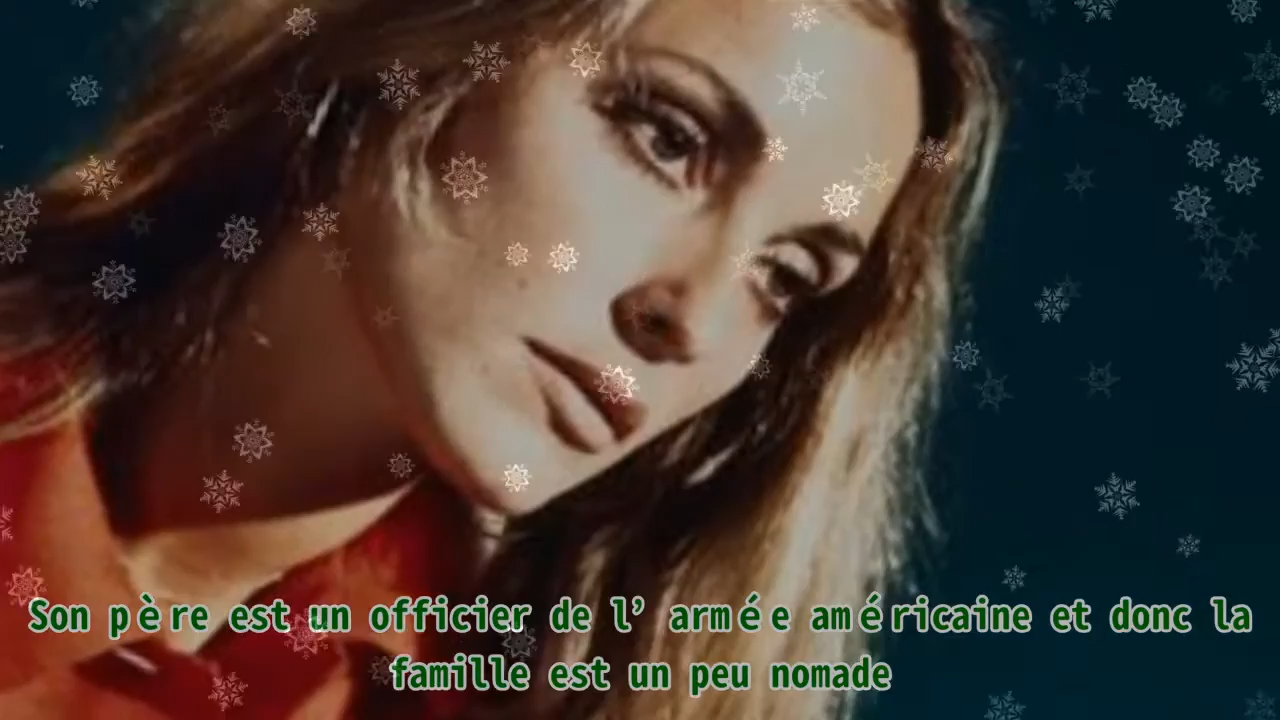 Son père est un officier de l’ armée américaine et donc la
famille est un peu nomade